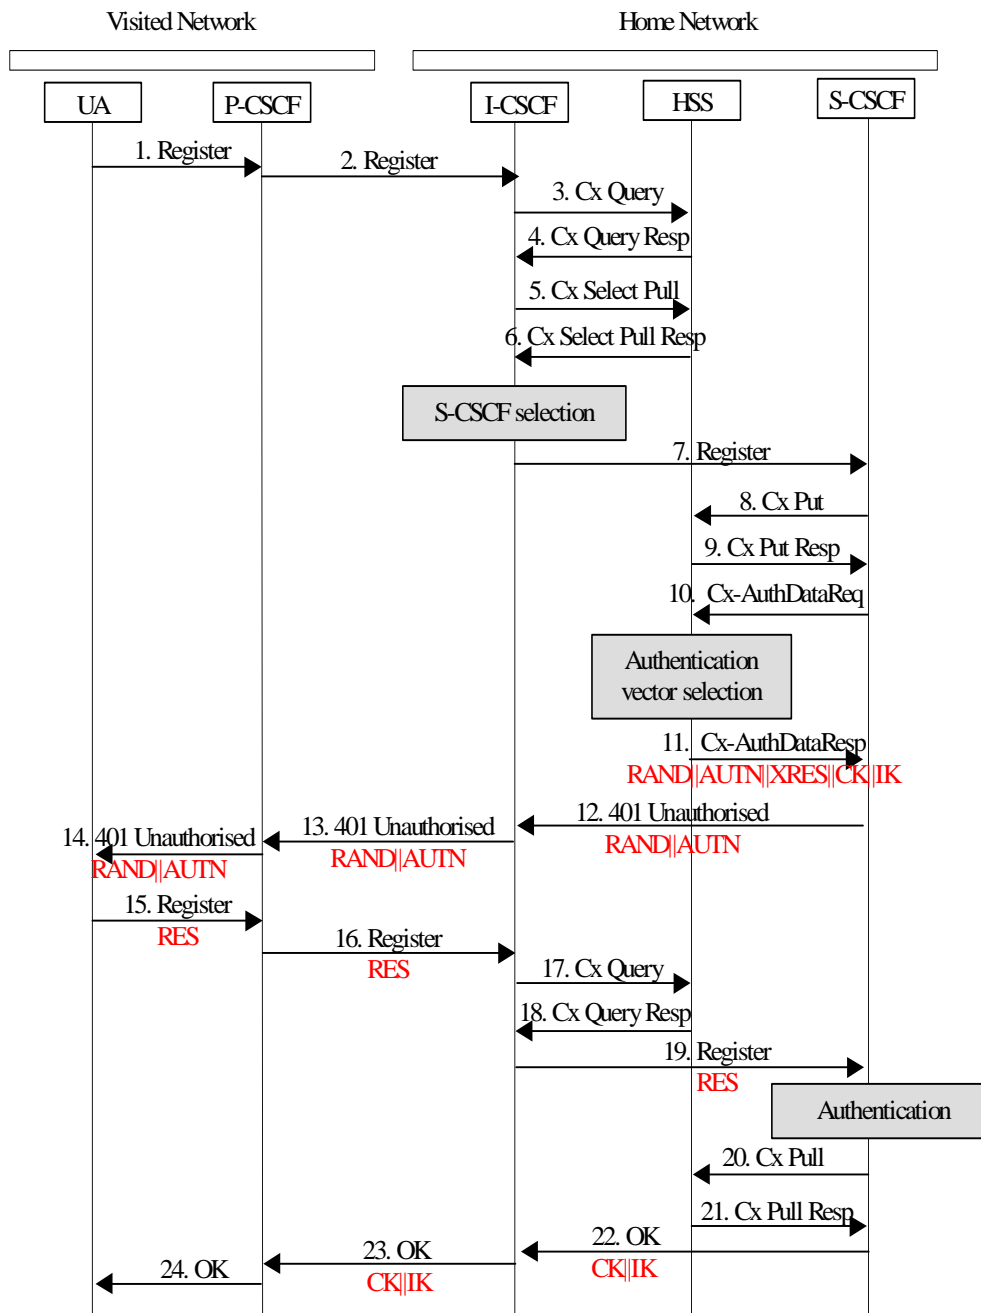 Visited Network
Home Network
UA
P-CSCF
I-CSCF
HSS
S-CSCF
1. Register
2. Register
3. Cx Query
4. Cx Query Resp
5. Cx Select Pull
6. Cx Select Pull Resp
S-CSCF selection
7. Register
8. Cx Put
9. Cx Put Resp
10. Cx-AuthDataReq
Authentication
vector selection
11. Cx-AuthDataResp
RAND||AUTN||XRES||CK||IK
12. 401 Unauthorised
RAND||AUTN
13. 401 Unauthorised
RAND||AUTN
14. 401 Unauthorised
RAND||AUTN
15. Register
RES
16. Register
RES
17. Cx Query
18. Cx Query Resp
19. Register
RES
Authentication
20. Cx Pull
21. Cx Pull Resp
22. OK
CK||IK
23. OK
CK||IK
24. OK